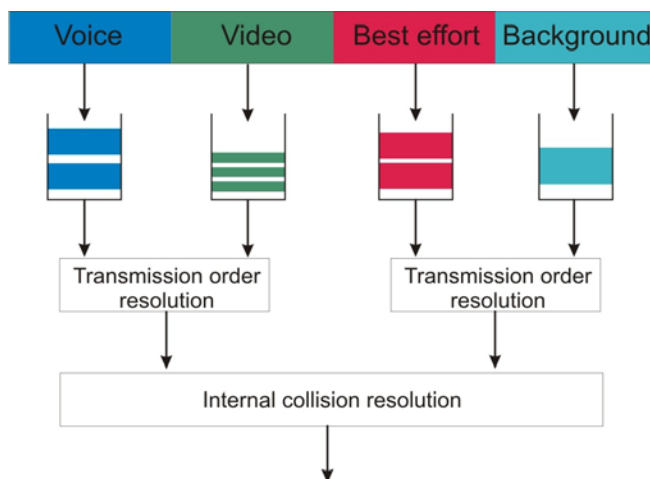 Voice
Video
Best effort
Background
Transmission order
resolution
Transmission order
resolution
Internal collision resolution